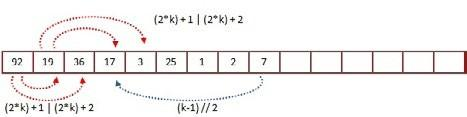 (2*k)+1 | (2*k)+2
92 19 36 17 3 25 1 2 7
(2*k)+1 | (2*k)+2 (k-1)//2